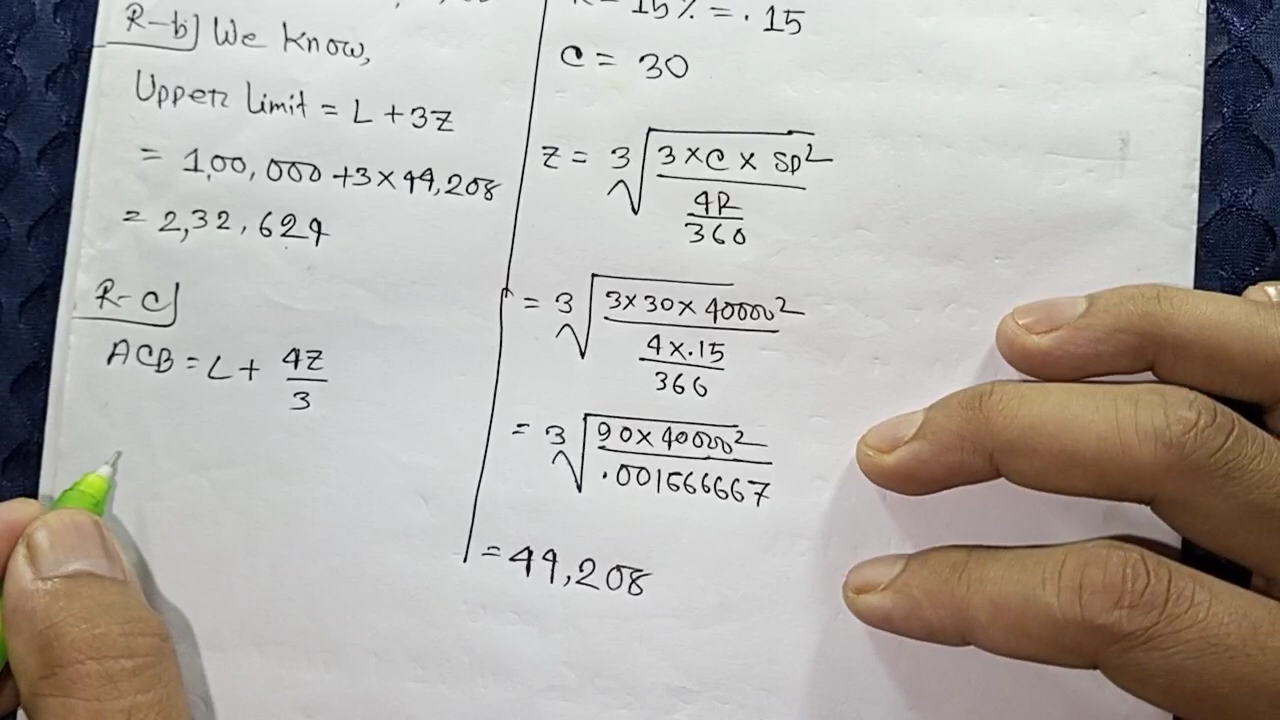 R-b) We know,
Upper limit = L + 3Z
= 1,00,000 + 3 × 44,208
= 2,32,624
R-c)
ACB = L + 4Z/3
15% = .15
C = 30
Z = ³√(3 × C × SD² / (4R/360))
= ³√(3 × 30 × 40000² / (4 × .15/360))
= ³√(90 × 40000² / .001666667)
= 44,208